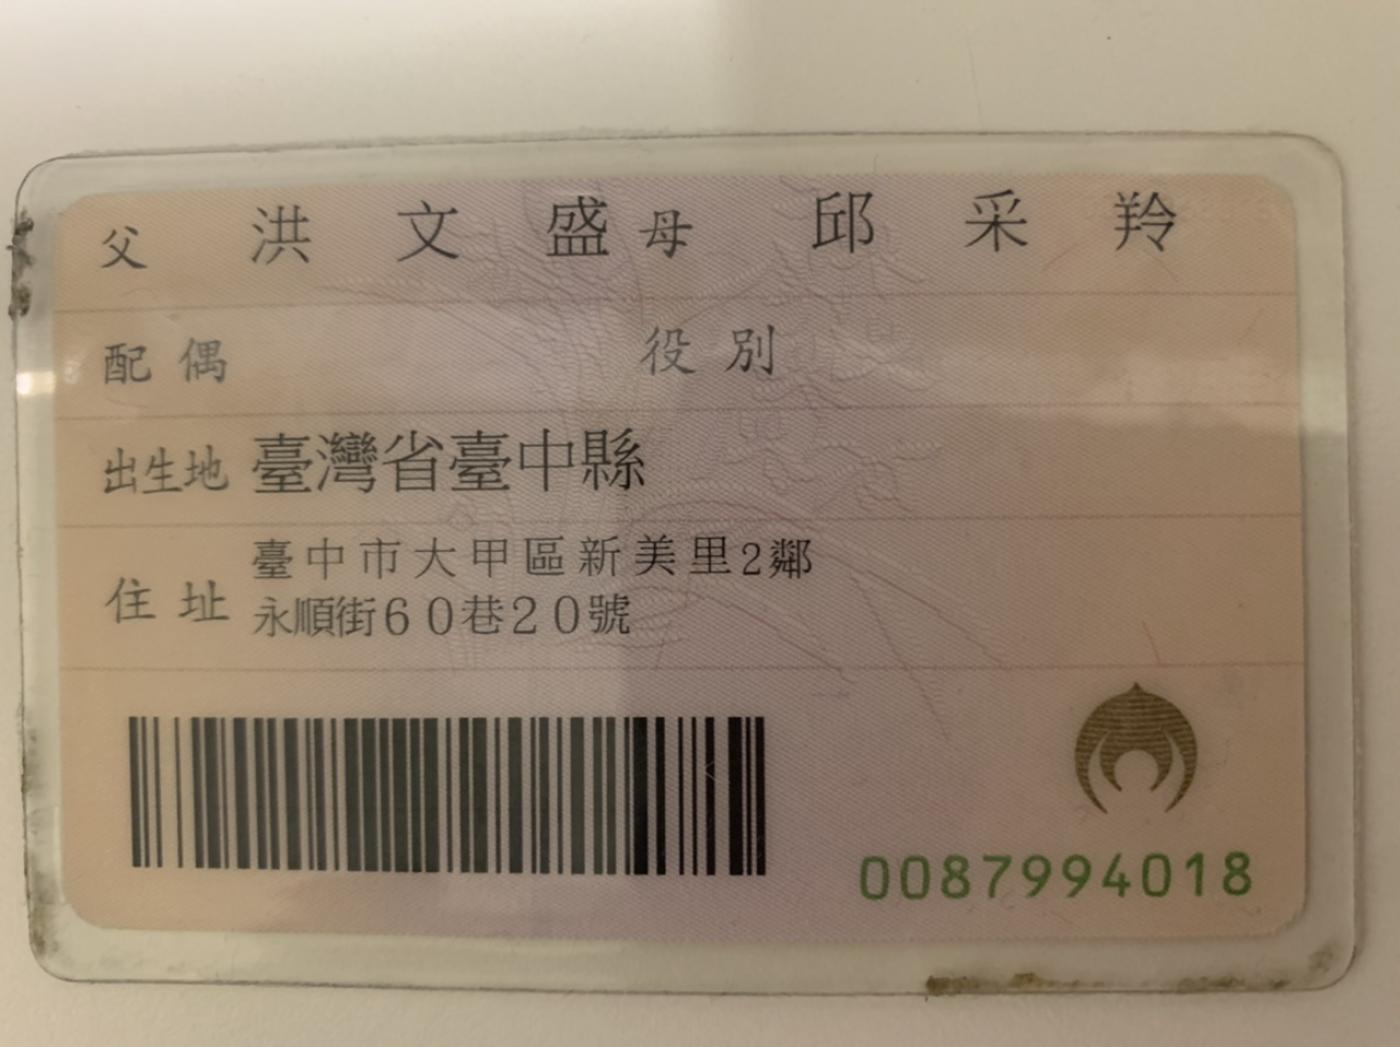 父 洪文盛 母 邱采羚
配偶 役別
出生地 臺灣省臺中縣
住址 臺中市大甲區新美里2鄰
永順街60巷20號
0087994018